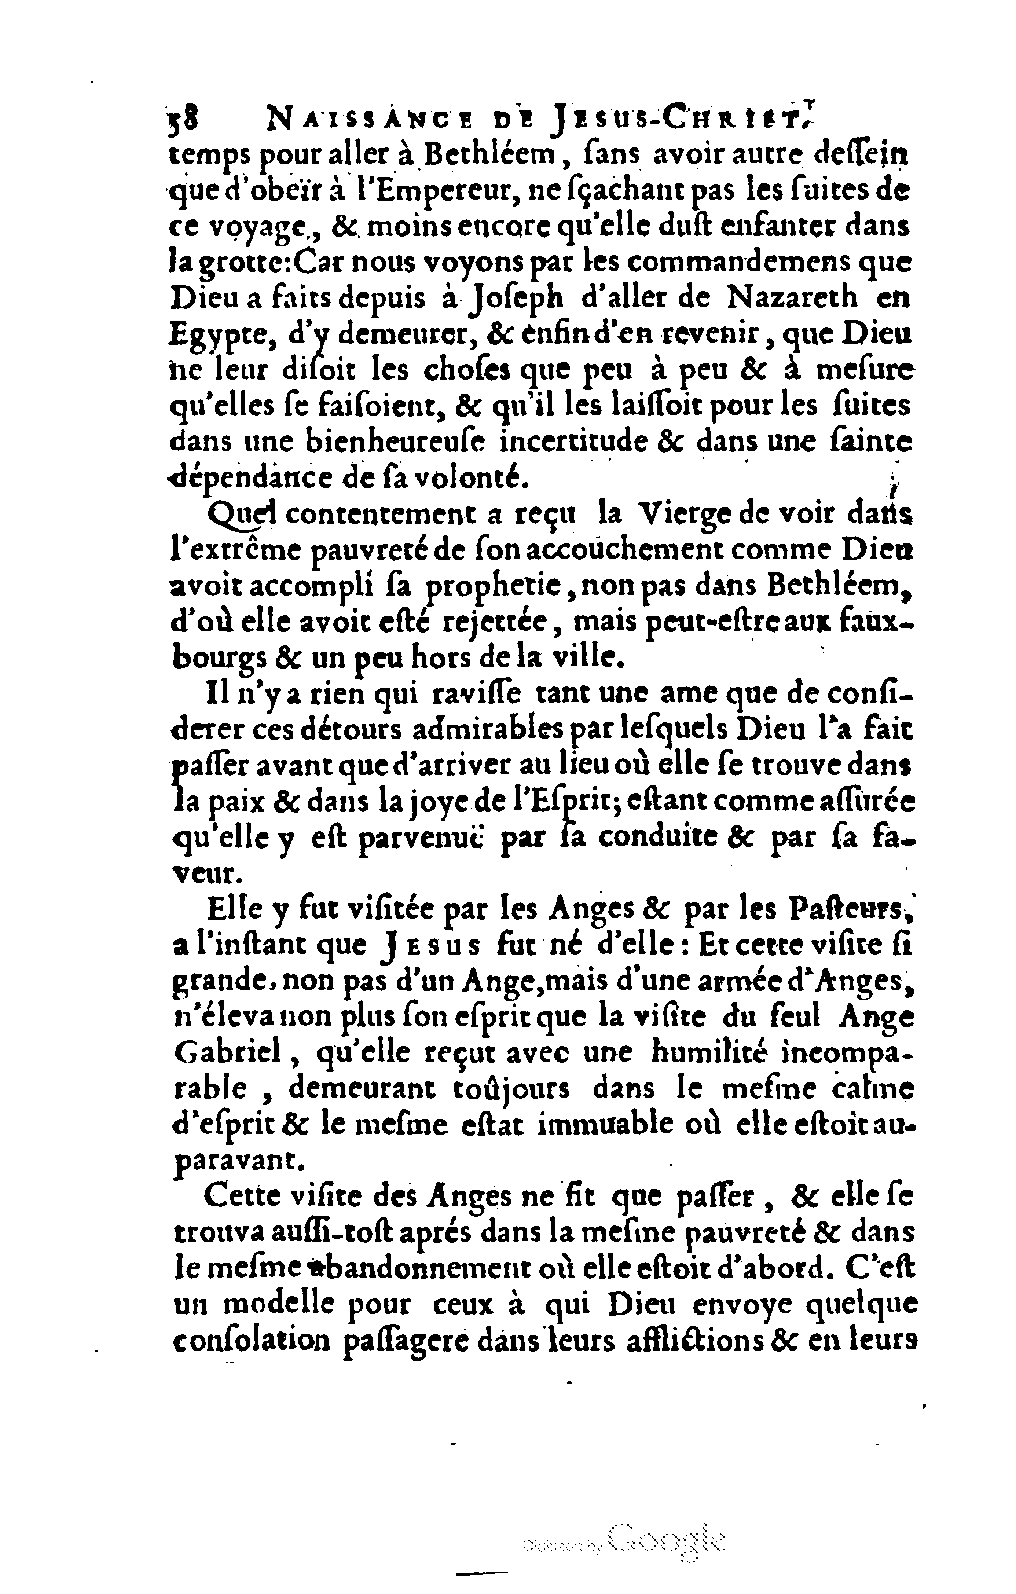 58 NAISSANCE DE JESUS-CHRIST.
temps pour aller à Bethléem, ſans avoir autre deſſein
que d'obeïr à l'Empereur, ne ſçachant pas les ſuites de
ce voyage, & moins encore qu'elle duſt enfanter dans
la grotte: Car nous voyons par les commandemens que
Dieu a faits depuis à Joſeph d'aller de Nazareth en
Egypte, d'y demeurer, & enfin d'en revenir, que Dieu
ne leur diſoit les choſes que peu à peu & à meſure
qu'elles ſe faiſoient, & qu'il les laiſſoit pour les ſuites
dans une bienheureuſe incertitude & dans une ſainte
dépendance de ſa volonté.
Quel contentement a reçu la Vierge de voir dans
l'extrême pauvreté de ſon accouchement comme Dieu
avoit accompli ſa prophetie, non pas dans Bethléem,
d'où elle avoit eſté rejettée, mais peut-eſtre aux faux-
bourgs & un peu hors de la ville.
Il n'y a rien qui raviſſe tant une ame que de conſi-
derer ces détours admirables par leſquels Dieu l'a fait
paſſer avant que d'arriver au lieu où elle ſe trouve dans
la paix & dans la joye de l'Eſprit; eſtant comme aſſurée
qu'elle y eſt parvenuë par ſa conduite & par ſa fa-
veur.
Elle y fut viſitée par les Anges & par les Paſteurs,
a l'inſtant que JESUS fut né d'elle: Et cette viſite ſi
grande, non pas d'un Ange, mais d'une armée d'Anges,
n'éleva non plus ſon eſprit que la viſite du ſeul Ange
Gabriel, qu'elle reçut avec une humilité incompa-
rable, demeurant toûjours dans le meſme calme
d'eſprit & le meſme eſtat immuable où elle eſtoit au-
paravant.
Cette viſite des Anges ne fit que paſſer, & elle ſe
trouva auſſi-toſt aprés dans la meſme pauvreté & dans
le meſme abandonnement où elle eſtoit d'abord. C'eſt
un modelle pour ceux à qui Dieu envoye quelque
conſolation paſſagere dans leurs afflictions & en leurs
Digitized by Google